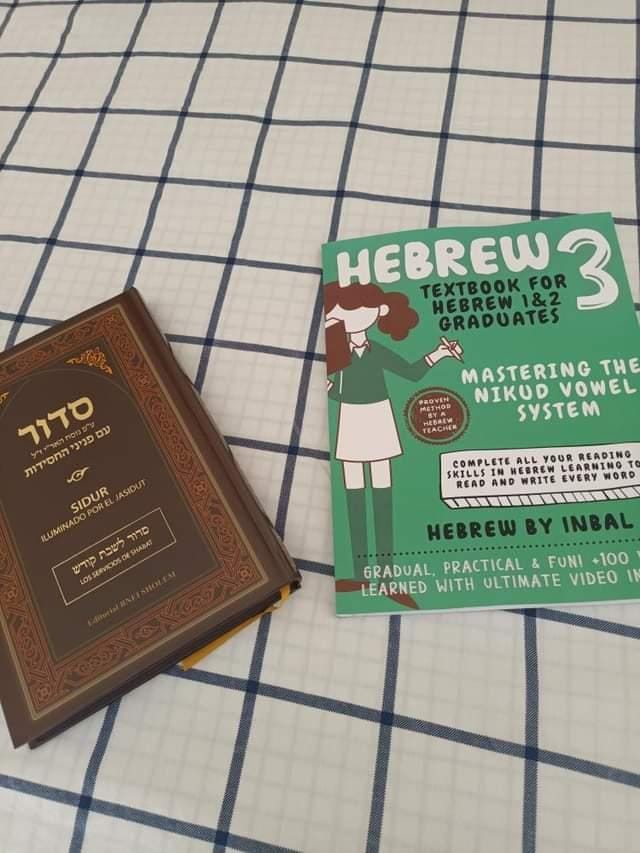 סדור
ע״פ נוסח האר״י ז״ל
עם פניני החסידות
SIDUR
ILUMINADO POR EL JASIDUT
סדור לשבת קודש
LOS SERVICIOS DE SHABAT
Editorial BNEI SHOLEM
HEBREW 3
TEXTBOOK FOR
HEBREW 1&2
GRADUATES
MASTERING THE
NIKUD VOWEL
SYSTEM
PROVEN
METHOD
BY A
HEBREW
TEACHER
COMPLETE ALL YOUR READING
SKILLS IN HEBREW LEARNING TO
READ AND WRITE EVERY WORD
HEBREW BY INBAL
GRADUAL, PRACTICAL & FUN! +100
LEARNED WITH ULTIMATE VIDEO